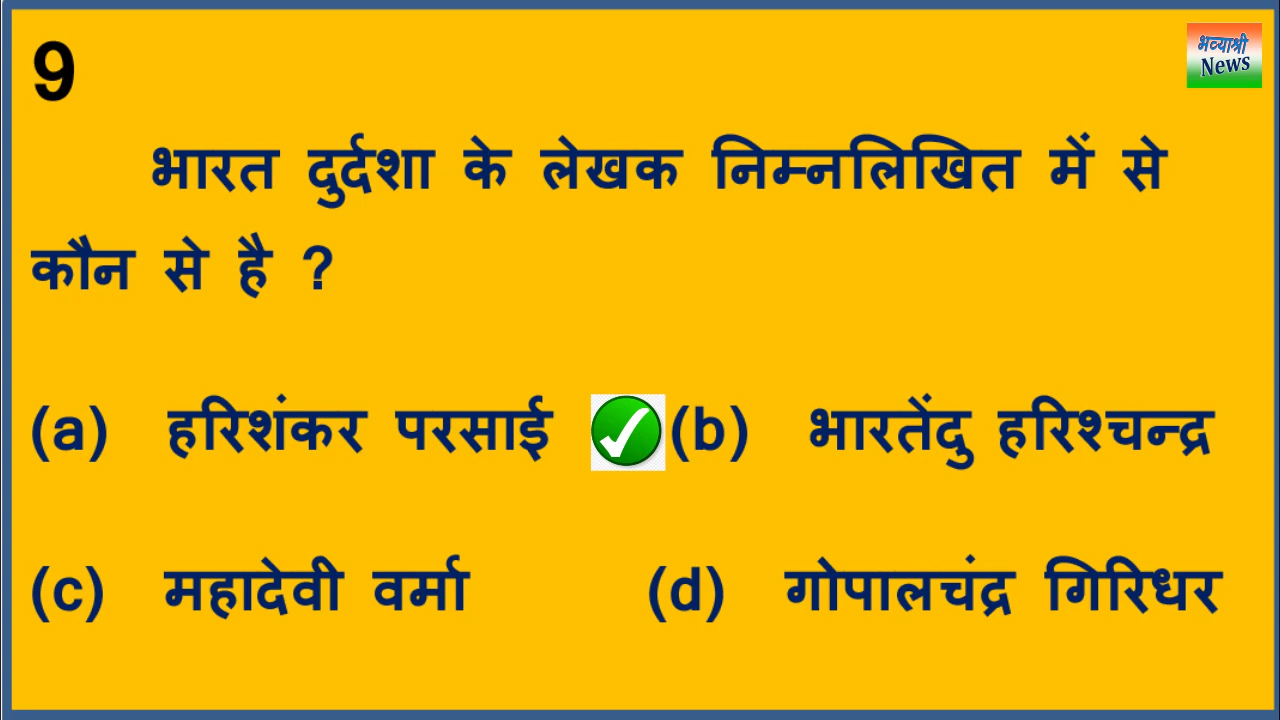 9
भव्याश्री
News
भारत दुर्दशा के लेखक निम्नलिखित में से
कौन से है ?
(a) हरिशंकर परसाई (b) भारतेंदु हरिश्चन्द्र
(c) महादेवी वर्मा (d) गोपालचंद्र गिरिधर